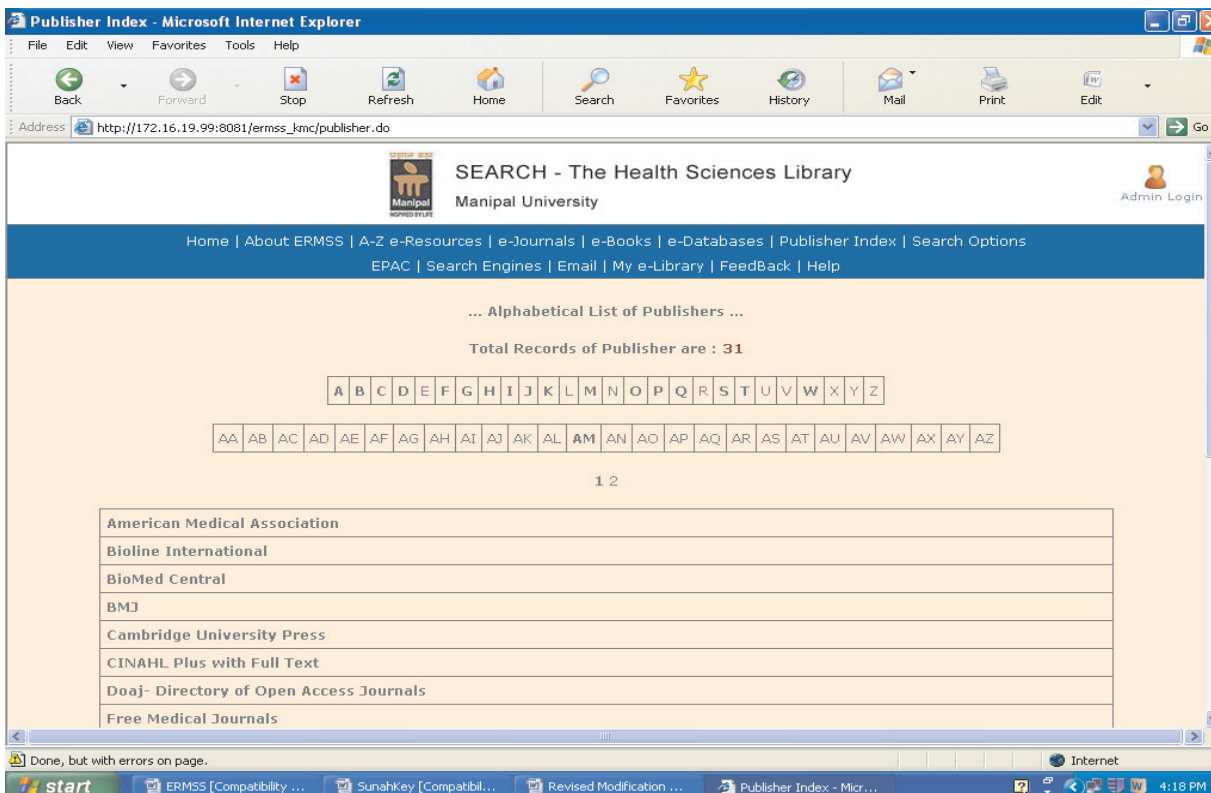 Publisher Index - Microsoft Internet Explorer
File Edit View Favorites Tools Help
Back Forward Stop Refresh Home Search Favorites History Mail Print Edit
Address http://172.16.19.99:8081/ermss_kmc/publisher.do Go
SEARCH - The Health Sciences Library
Manipal
INSPIRED BY LIFE
Manipal University
Admin Login
Home | About ERMSS | A-Z e-Resources | e-Journals | e-Books | e-Databases | Publisher Index | Search Options
EPAC | Search Engines | Email | My e-Library | FeedBack | Help
... Alphabetical List of Publishers ...
Total Records of Publisher are : 31
A B C D E F G H I J K L M N O P Q R S T U V W X Y Z
AA AB AC AD AE AF AG AH AI AJ AK AL AM AN AO AP AQ AR AS AT AU AV AW AX AY AZ
1 2
American Medical Association
Bioline International
BioMed Central
BMJ
Cambridge University Press
CINAHL Plus with Full Text
Doaj- Directory of Open Access Journals
Free Medical Journals
Done, but with errors on page. Internet
start ERMSS [Compatibility ... SunahKey [Compatibil... Revised Modification ... Publisher Index - Micr... 4:18 PM